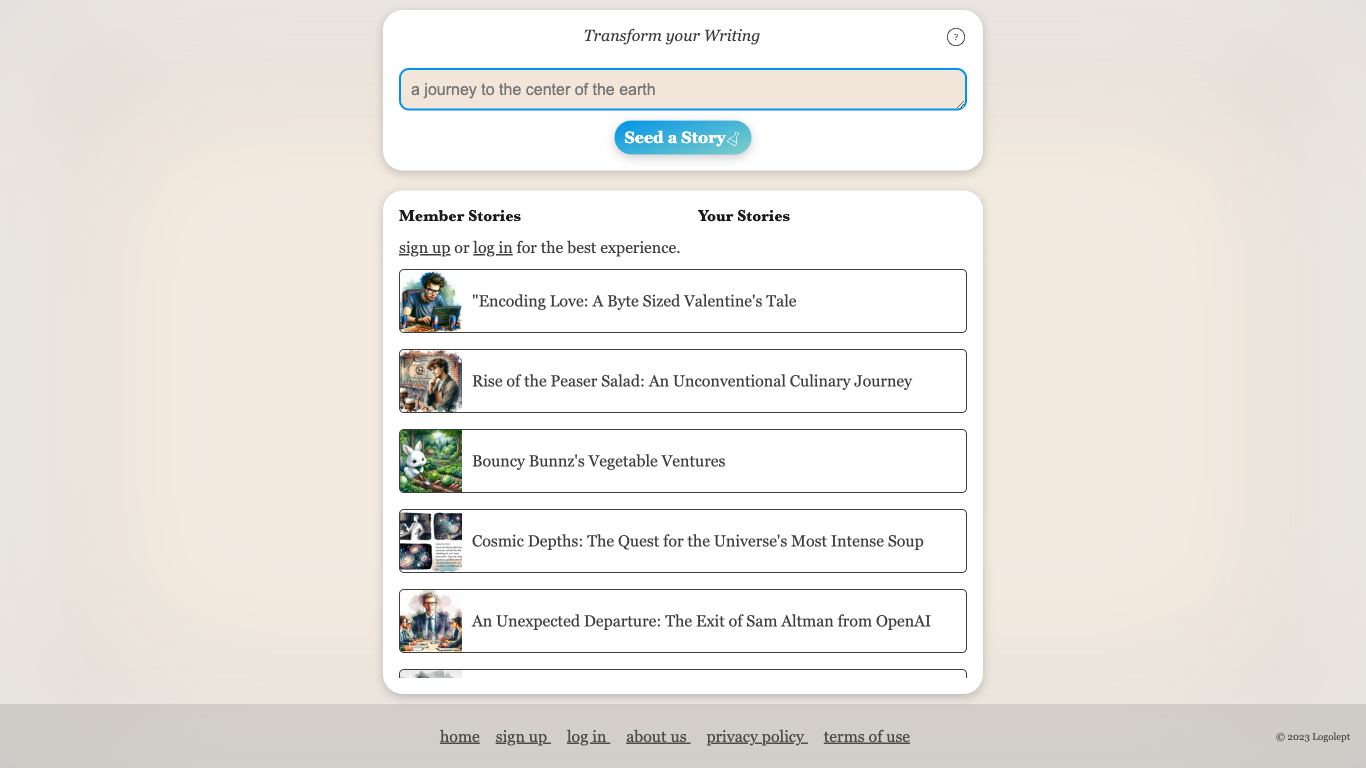 Transform your Writing
?
a journey to the center of the earth
Seed a Story
Member Stories
Your Stories
sign up or log in for the best experience.
"Encoding Love: A Byte Sized Valentine's Tale
Rise of the Peaser Salad: An Unconventional Culinary Journey
Bouncy Bunnz's Vegetable Ventures
Cosmic Depths: The Quest for the Universe's Most Intense Soup
An Unexpected Departure: The Exit of Sam Altman from OpenAI
home sign up log in about us privacy policy terms of use
© 2023 Logolept